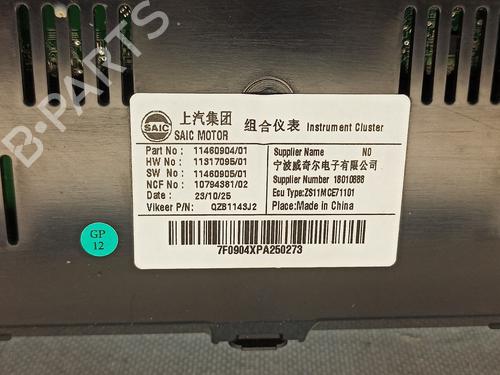 上汽集团
SAIC
SAIC MOTOR
组合仪表 Instrument Cluster
Part No : 11460904/01
HW No : 11317095/01
SW No : 11460905/01
NCF No : 10794381/02
Date : 23/10/25
Vikeer P/N: QZB1143J2
Supplier Name NO
宁波威奇尔电子有限公司
Supplier Number 18010888
Ecu Type:ZS11MCE71101
Place:Made in China
7F0904XPA250273
GP
12
B-PARTS